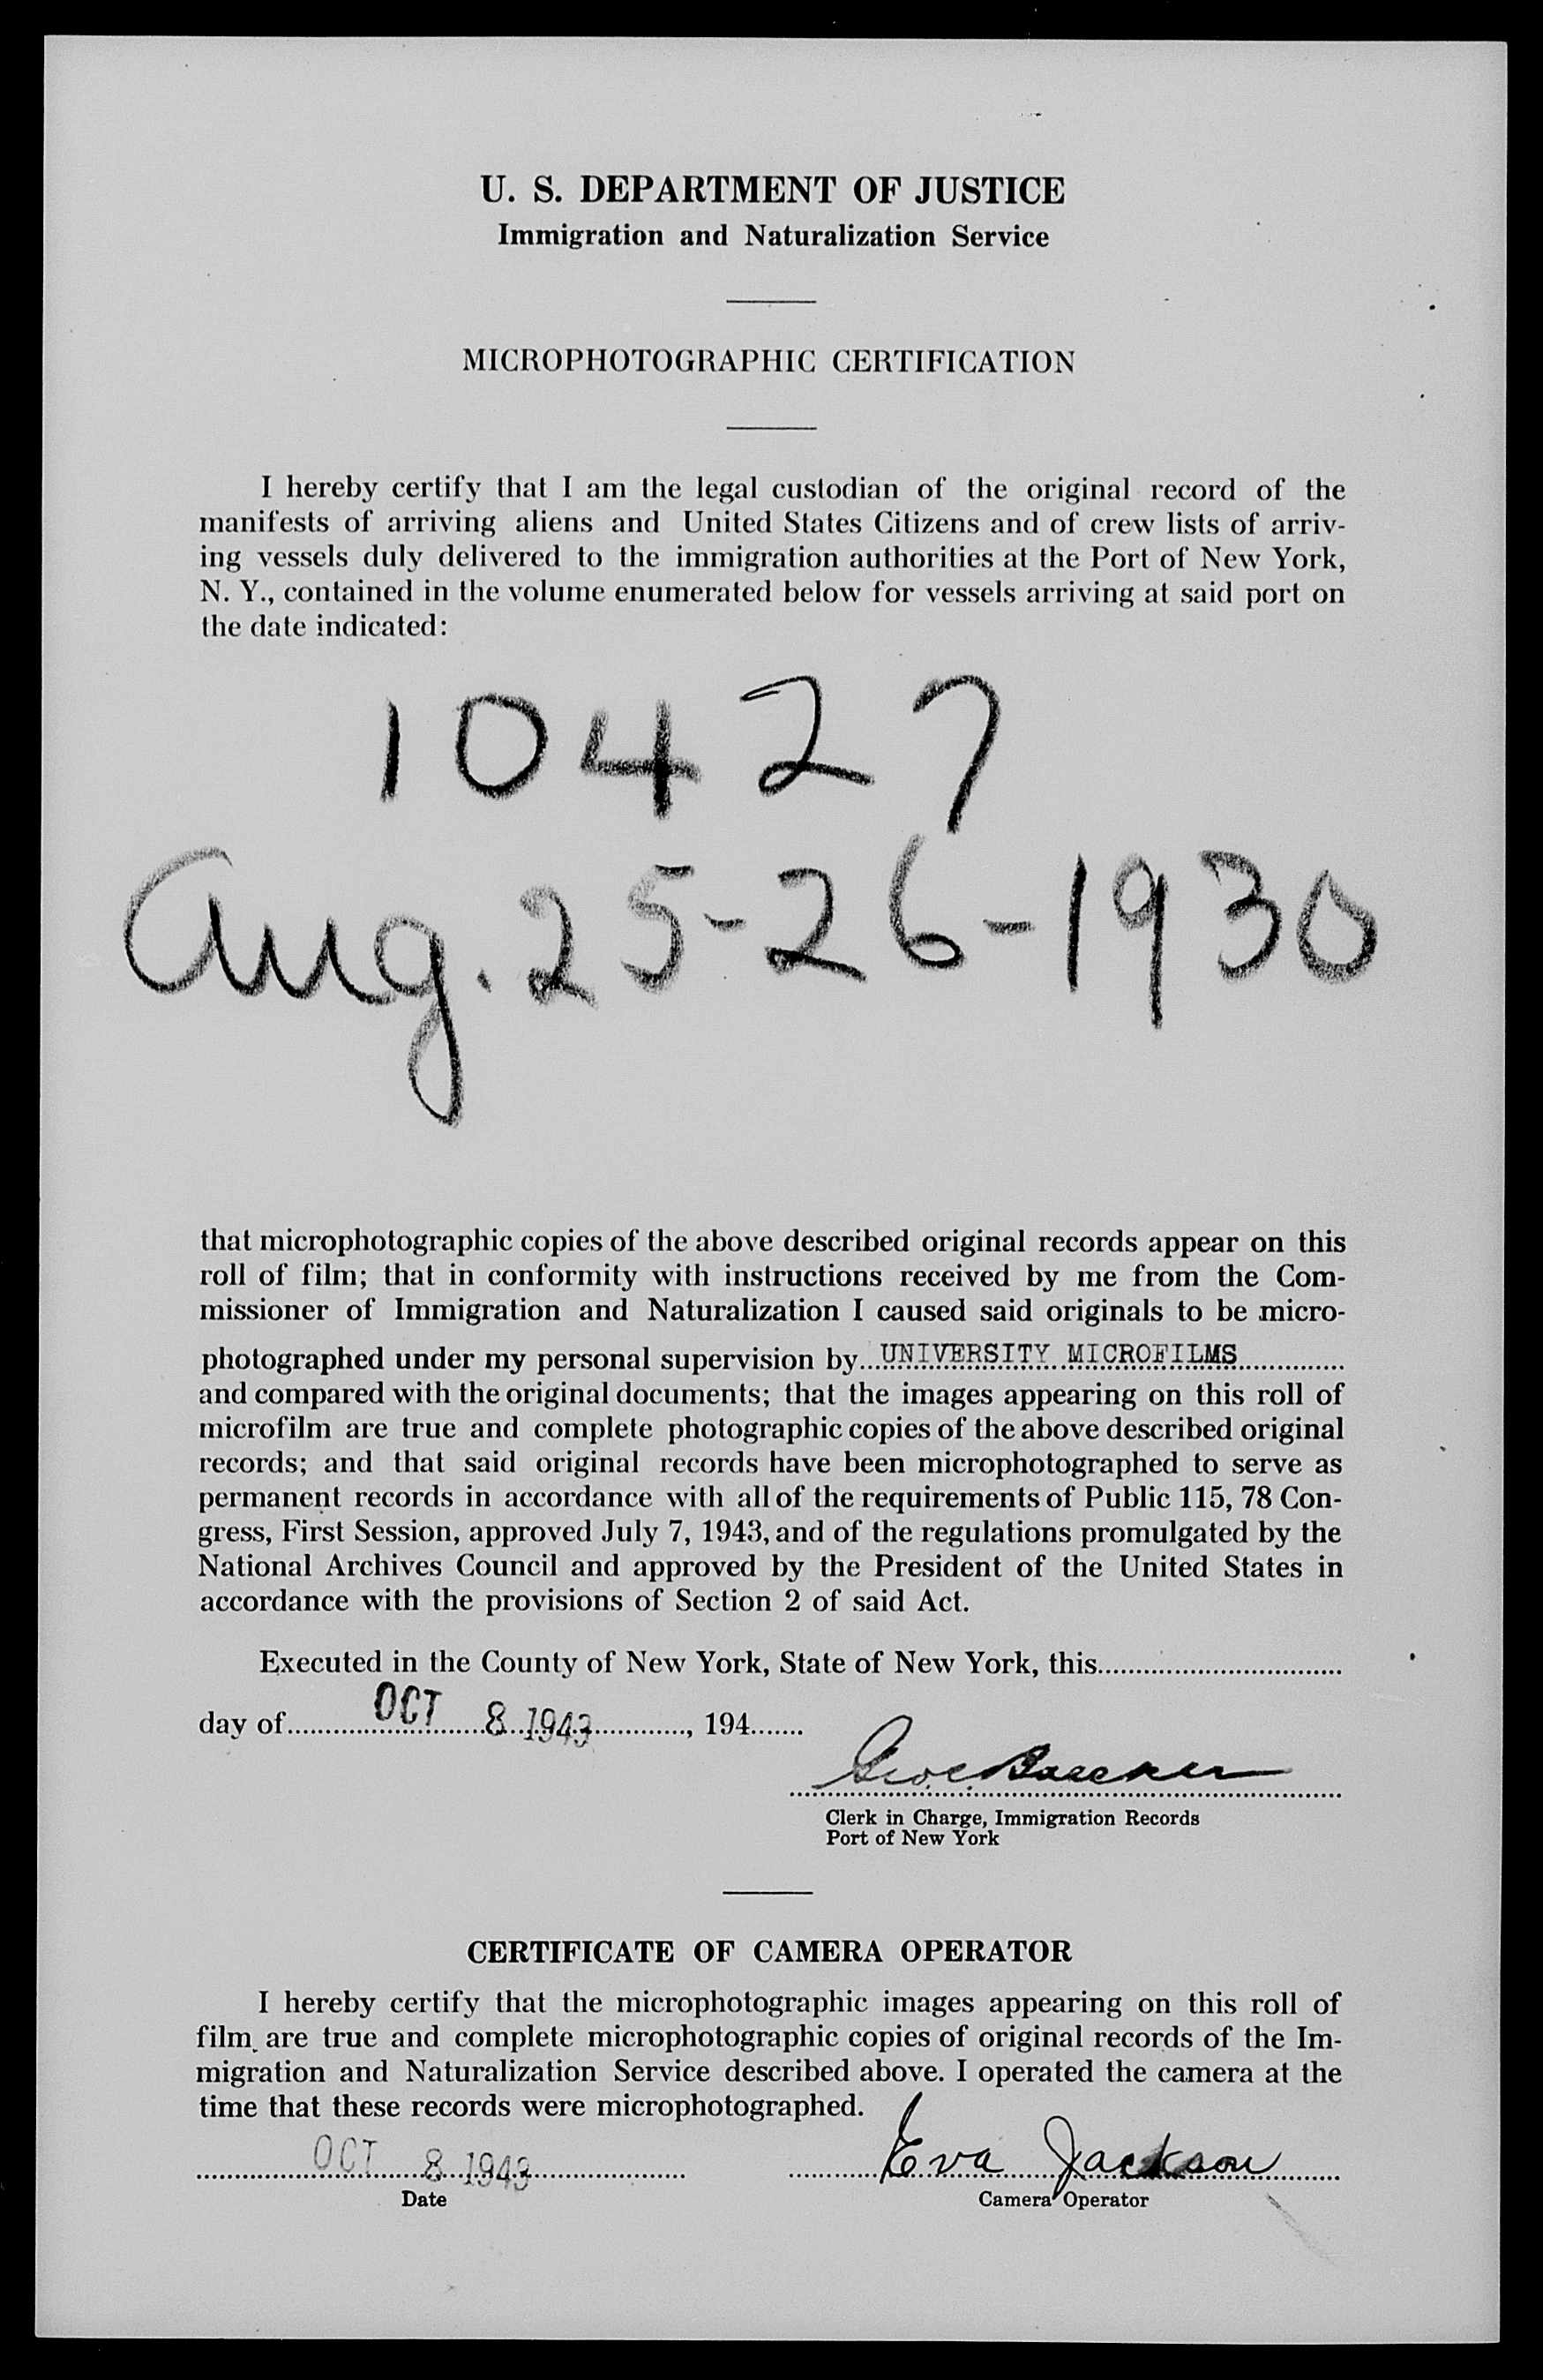 U. S. DEPARTMENT OF JUSTICE
Immigration and Naturalization Service
MICROPHOTOGRAPHIC CERTIFICATION
I hereby certify that I am the legal custodian of the original record of the
manifests of arriving aliens and United States Citizens and of crew lists of arriv-
ing vessels duly delivered to the immigration authorities at the Port of New York,
N. Y., contained in the volume enumerated below for vessels arriving at said port on
the date indicated:
10427
Aug. 25-26-1930
that microphotographic copies of the above described original records appear on this
roll of film; that in conformity with instructions received by me from the Com-
missioner of Immigration and Naturalization I caused said originals to be micro-
photographed under my personal supervision by...UNIVERSITY MICROFILMS...............
and compared with the original documents; that the images appearing on this roll of
microfilm are true and complete photographic copies of the above described original
records; and that said original records have been microphotographed to serve as
permanent records in accordance with all of the requirements of Public 115, 78 Con-
gress, First Session, approved July 7, 1943, and of the regulations promulgated by the
National Archives Council and approved by the President of the United States in
accordance with the provisions of Section 2 of said Act.
Executed in the County of New York, State of New York, this.................................
day of............OCT 8 1943............., 194.......
Clerk in Charge, Immigration Records
Port of New York
CERTIFICATE OF CAMERA OPERATOR
I hereby certify that the microphotographic images appearing on this roll of
film are true and complete microphotographic copies of original records of the Im-
migration and Naturalization Service described above. I operated the camera at the
time that these records were microphotographed.
OCT 8 1943 Eva Jackson
Date Camera Operator